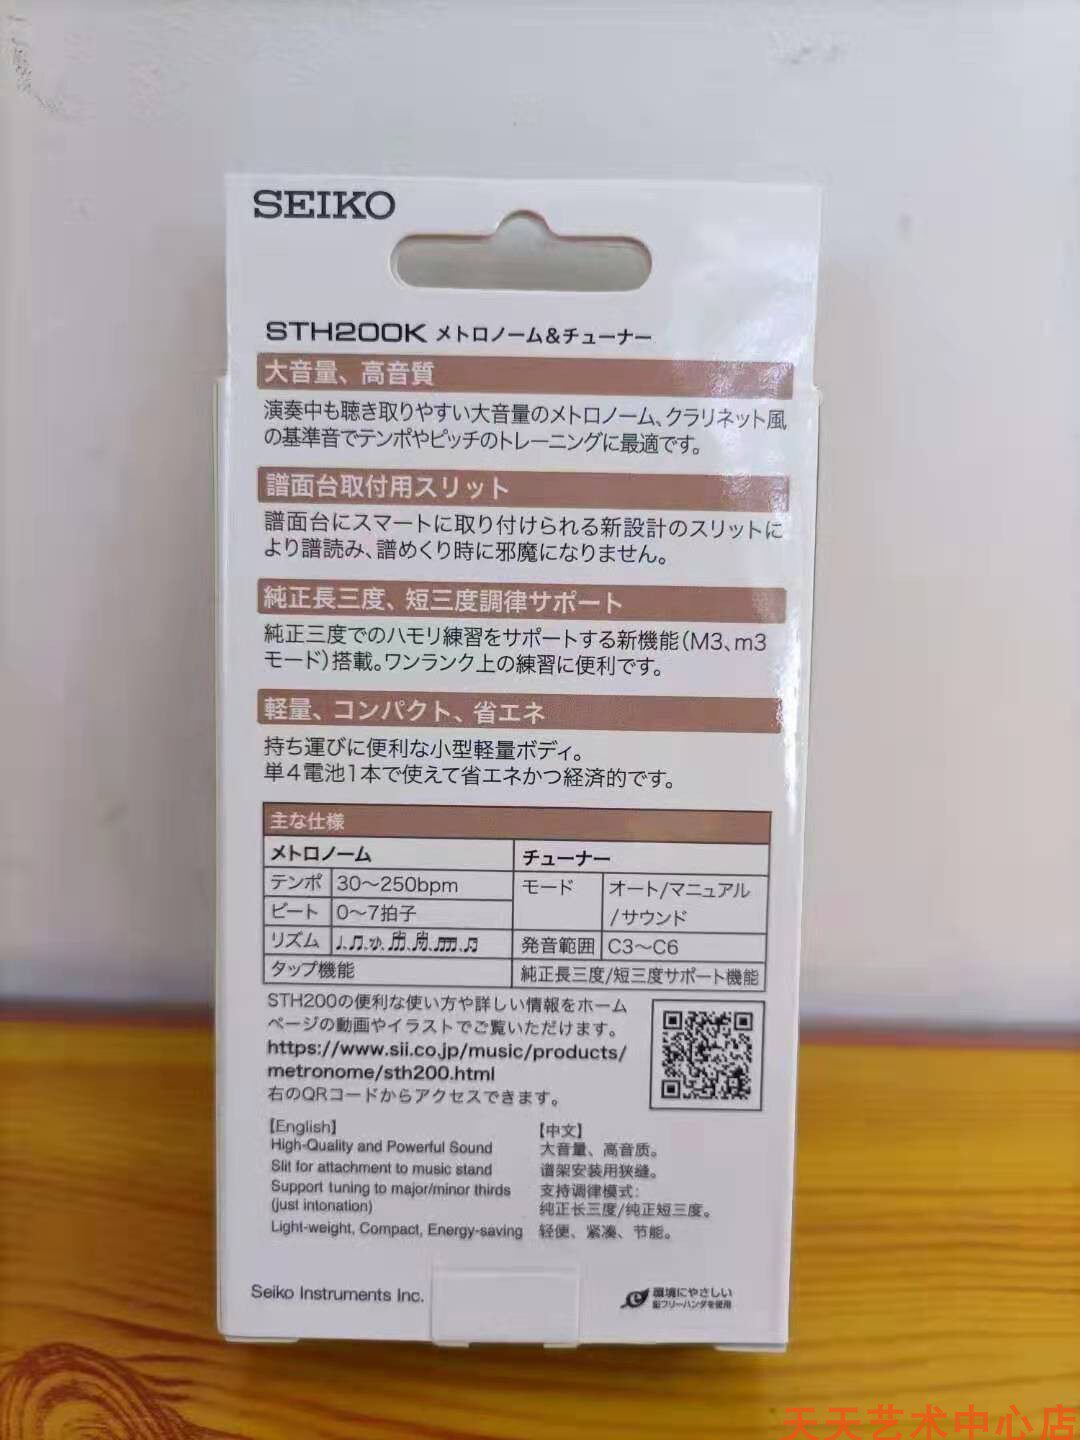 SEIKO
STH200K メトロノーム&チューナー
大音量、高音質
演奏中も聴き取りやすい大音量のメトロノーム、クラリネット風
の基準音でテンポやピッチのトレーニングに最適です。
譜面台取付用スリット
譜面台にスマートに取り付けられる新設計のスリットに
より譜読み、譜めくり時に邪魔になりません。
純正長三度、短三度調律サポート
純正三度でのハモリ練習をサポートする新機能(M3、m3
モード)搭載。ワンランク上の練習に便利です。
軽量、コンパクト、省エネ
持ち運びに便利な小型軽量ボディ。
単4電池1本で使えて省エネかつ経済的です。
主な仕様
メトロノーム
テンポ 30~250bpm
ビート 0~7拍子
リズム
タップ機能
チューナー
モード オート/マニュアル
/サウンド
発音範囲 C3~C6
純正長三度/短三度サポート機能
STH200の便利な使い方や詳しい情報をホーム
ページの動画やイラストでご覧いただけます。
https://www.sii.co.jp/music/products/
metronome/sth200.html
右のQRコードからアクセスできます。
【English】
High-Quality and Powerful Sound
Slit for attachment to music stand
Support tuning to major/minor thirds
(just intonation)
Light-weight, Compact, Energy-saving
【中文】
大音量、高音质。
谱架安装用狭缝。
支持调律模式:
纯正长三度/纯正短三度。
轻便、紧凑、节能。
Seiko Instruments Inc.
環境にやさしい
鉛フリーハンダを使用
天天艺术中心店